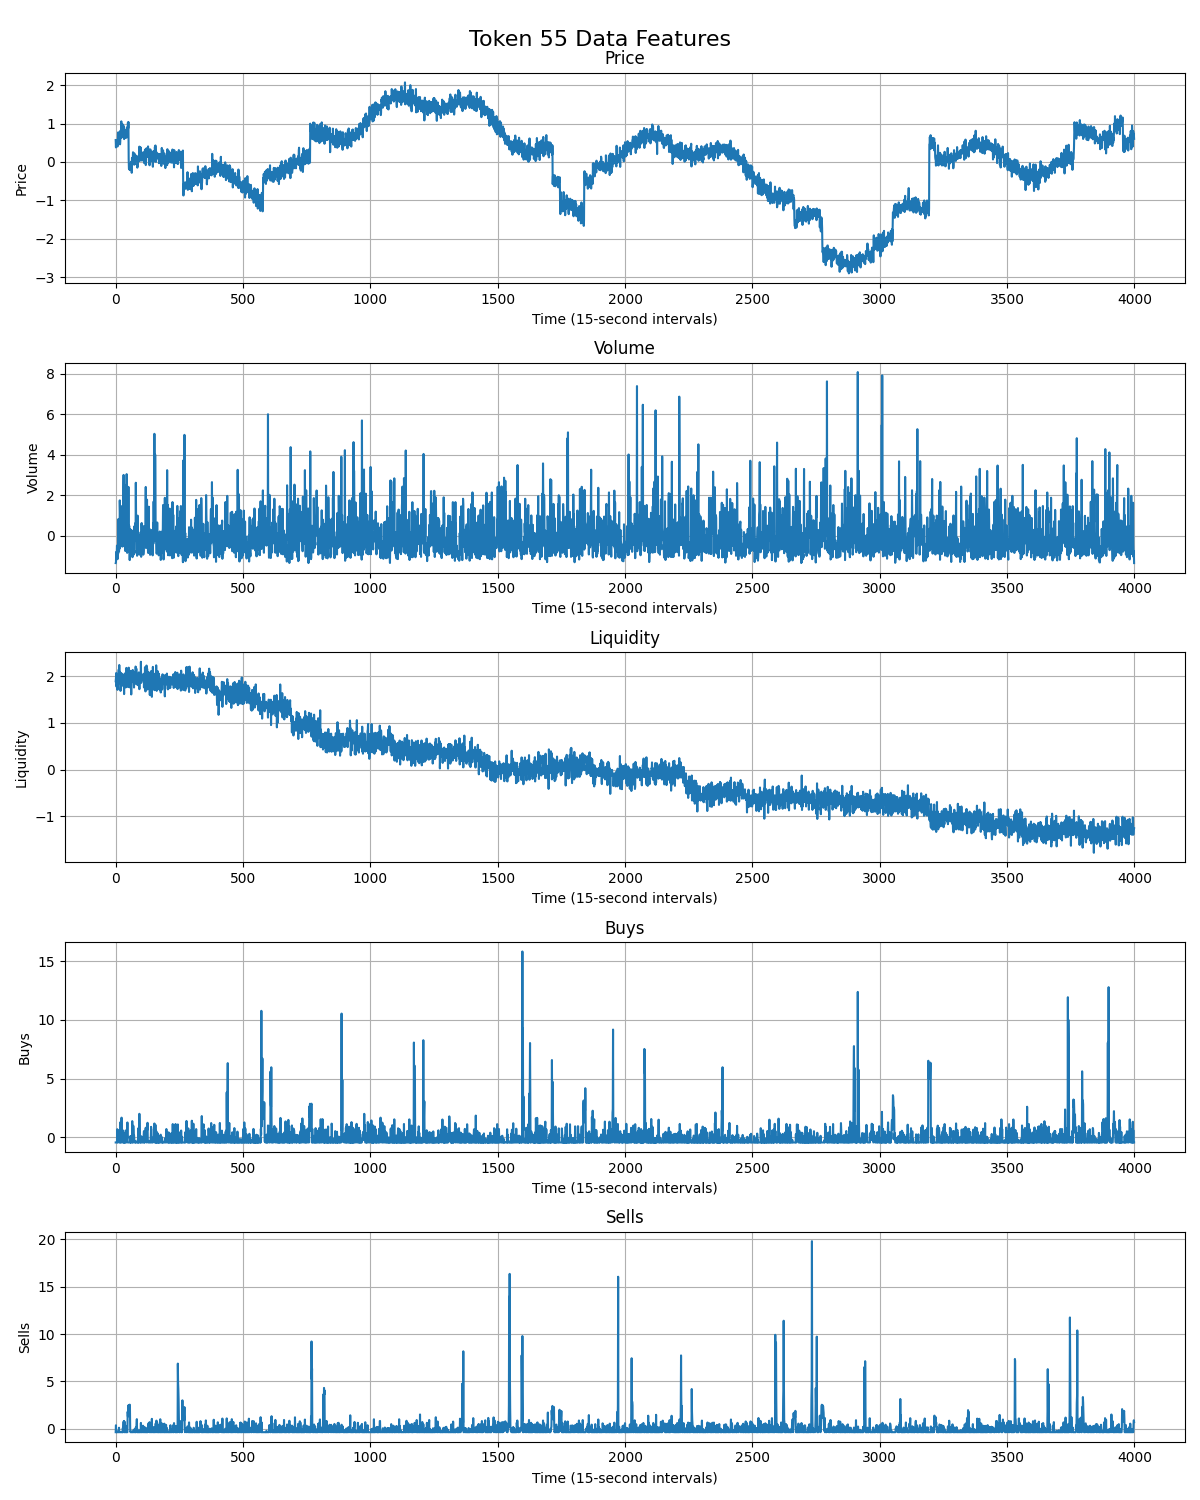 Token 55 Data Features
Price
Price
2
1
0
−1
−2
−3
0 500 1000 1500 2000 2500 3000 3500 4000
Time (15-second intervals)
Volume
Volume
8
6
4
2
0
0 500 1000 1500 2000 2500 3000 3500 4000
Time (15-second intervals)
Liquidity
Liquidity
2
1
0
−1
0 500 1000 1500 2000 2500 3000 3500 4000
Time (15-second intervals)
Buys
Buys
15
10
5
0
0 500 1000 1500 2000 2500 3000 3500 4000
Time (15-second intervals)
Sells
Sells
20
15
10
5
0
0 500 1000 1500 2000 2500 3000 3500 4000
Time (15-second intervals)